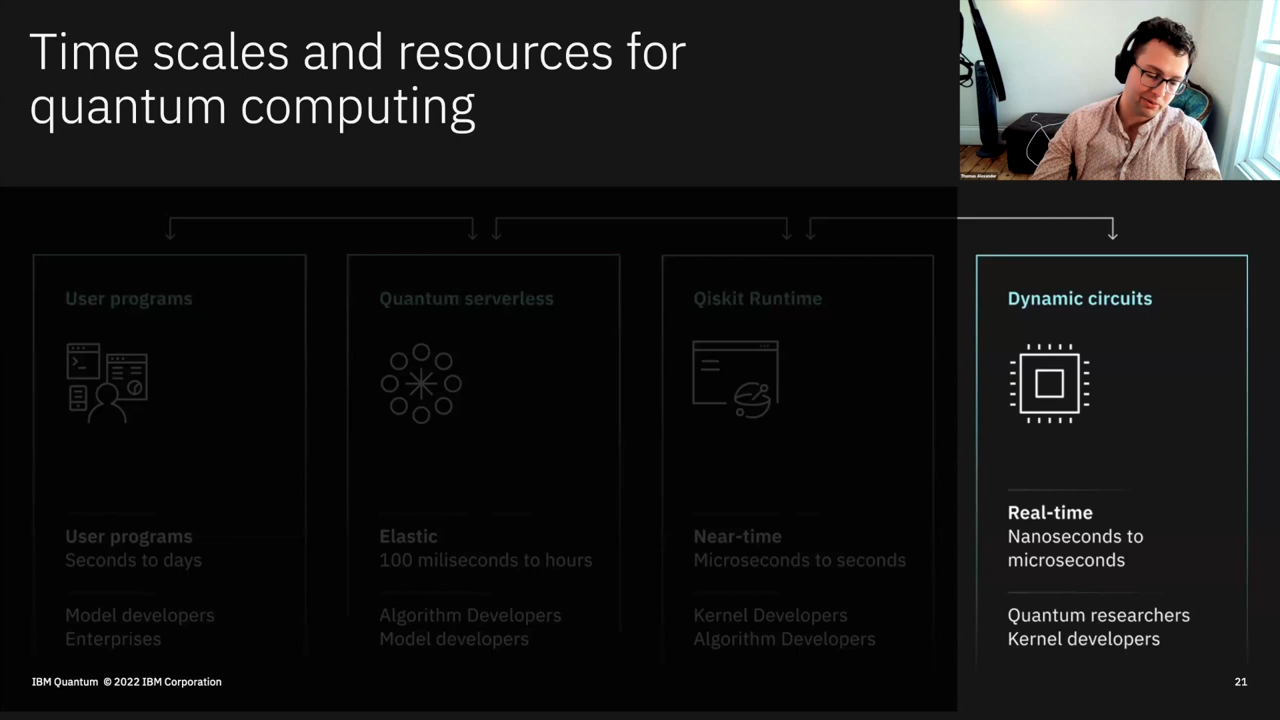 Time scales and resources for
quantum computing
Thomas Alexander
User programs
Quantum serverless
Qiskit Runtime
Dynamic circuits
User programs
Seconds to days
Model developers
Enterprises
Elastic
100 miliseconds to hours
Algorithm Developers
Model developers
Near-time
Microseconds to seconds
Kernel Developers
Algorithm Developers
Real-time
Nanoseconds to
microseconds
Quantum researchers
Kernel developers
IBM Quantum © 2022 IBM Corporation
21